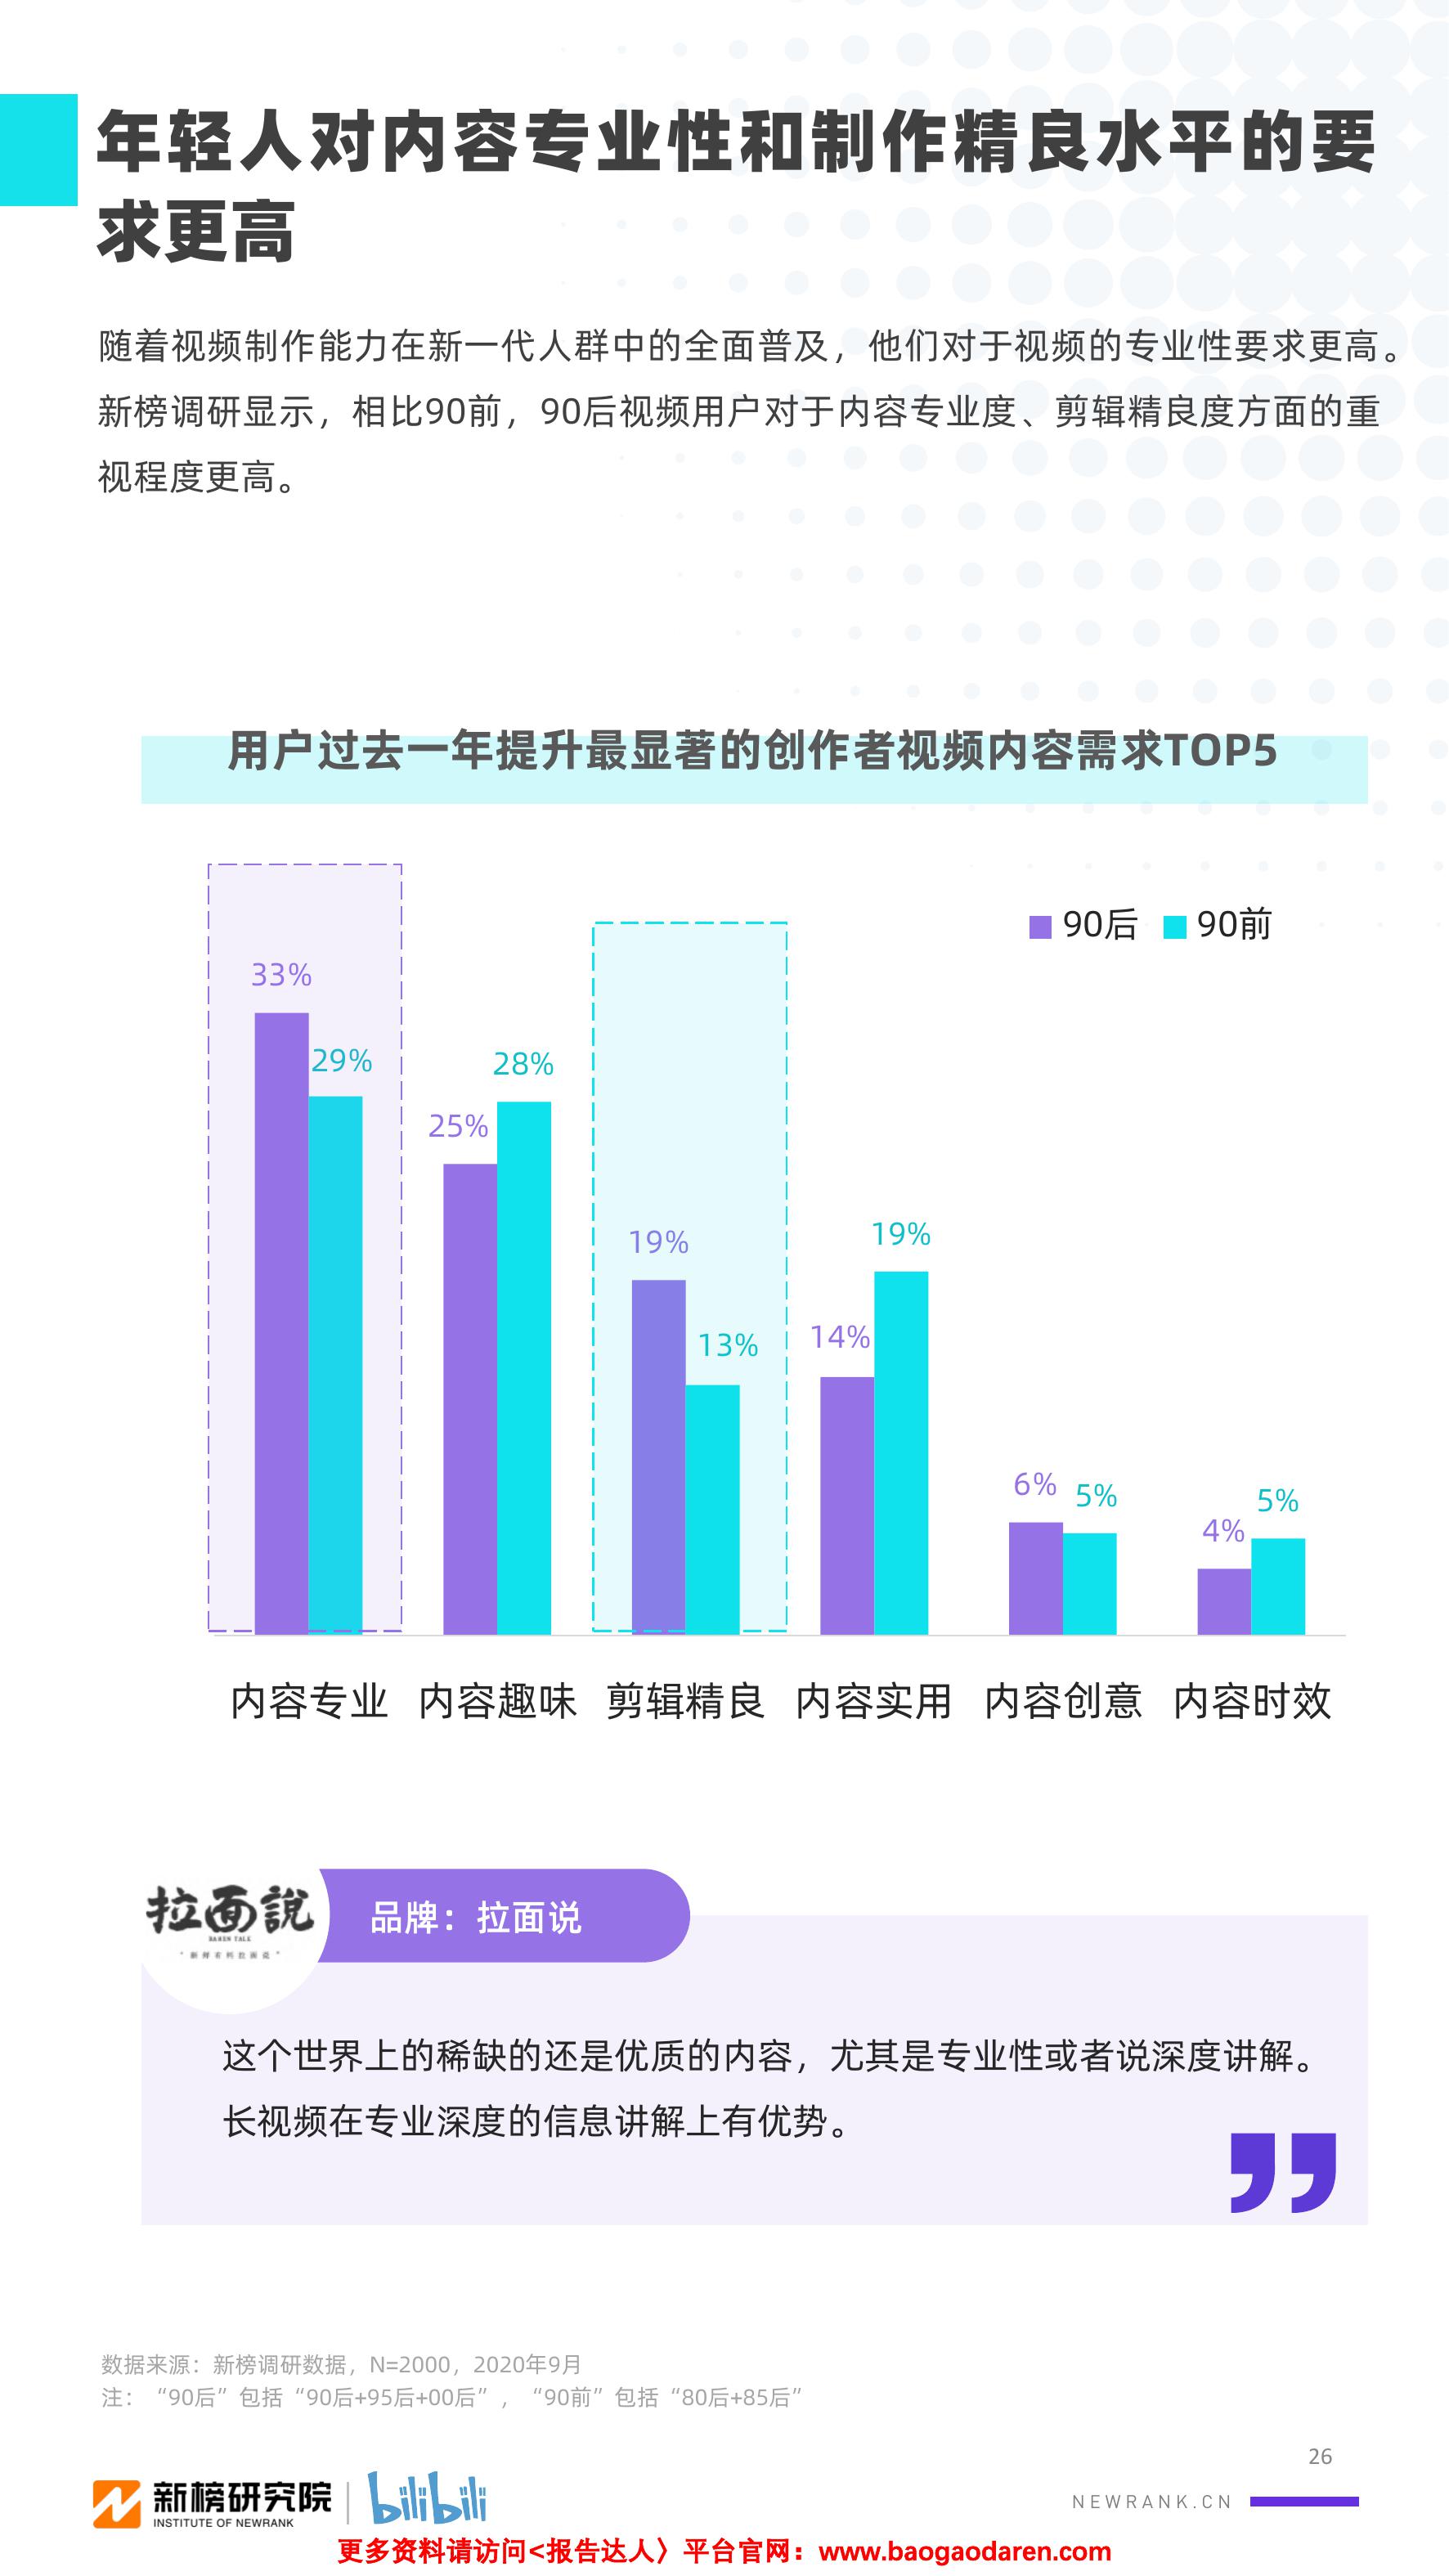 年轻人对内容专业性和制作精良水平的要
求更高
随着视频制作能力在新一代人群中的全面普及，他们对于视频的专业性要求更高。
新榜调研显示，相比90前，90后视频用户对于内容专业度、剪辑精良度方面的重
视程度更高。
用户过去一年提升最显著的创作者视频内容需求TOP5
90后 90前
33%
29%
25%
28%
19%
13%
14%
19%
6%
5%
4%
5%
内容专业 内容趣味 剪辑精良 内容实用 内容创意 内容时效
拉面説
RAMEN TALK
品牌：拉面说
这个世界上的稀缺的还是优质的内容，尤其是专业性或者说深度讲解。
长视频在专业深度的信息讲解上有优势。
数据来源：新榜调研数据，N=2000，2020年9月
注：“90后”包括“90后+95后+00后”，“90前”包括“80后+85后”
26
新榜研究院
INSTITUTE OF NEWRANK
bilibili
NEWRANK.CN
更多资料请访问<报告达人〉平台官网：www.baogaodaren.com